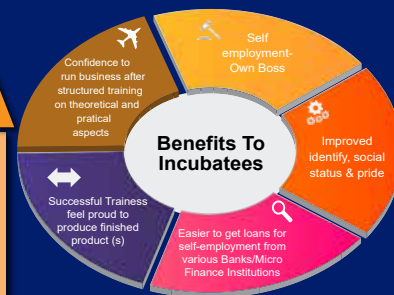 Benefits To
Incubatees
Self
employment-
Own Boss
Improved
identify, social
status & pride
Easier to get loans for
self-employment from
various Banks/Micro
Finance Institutions
Successful Trainess
feel proud to
produce finished
product (s)
Confidence to
run business after
structured training
on theoretical and
pratical
aspects